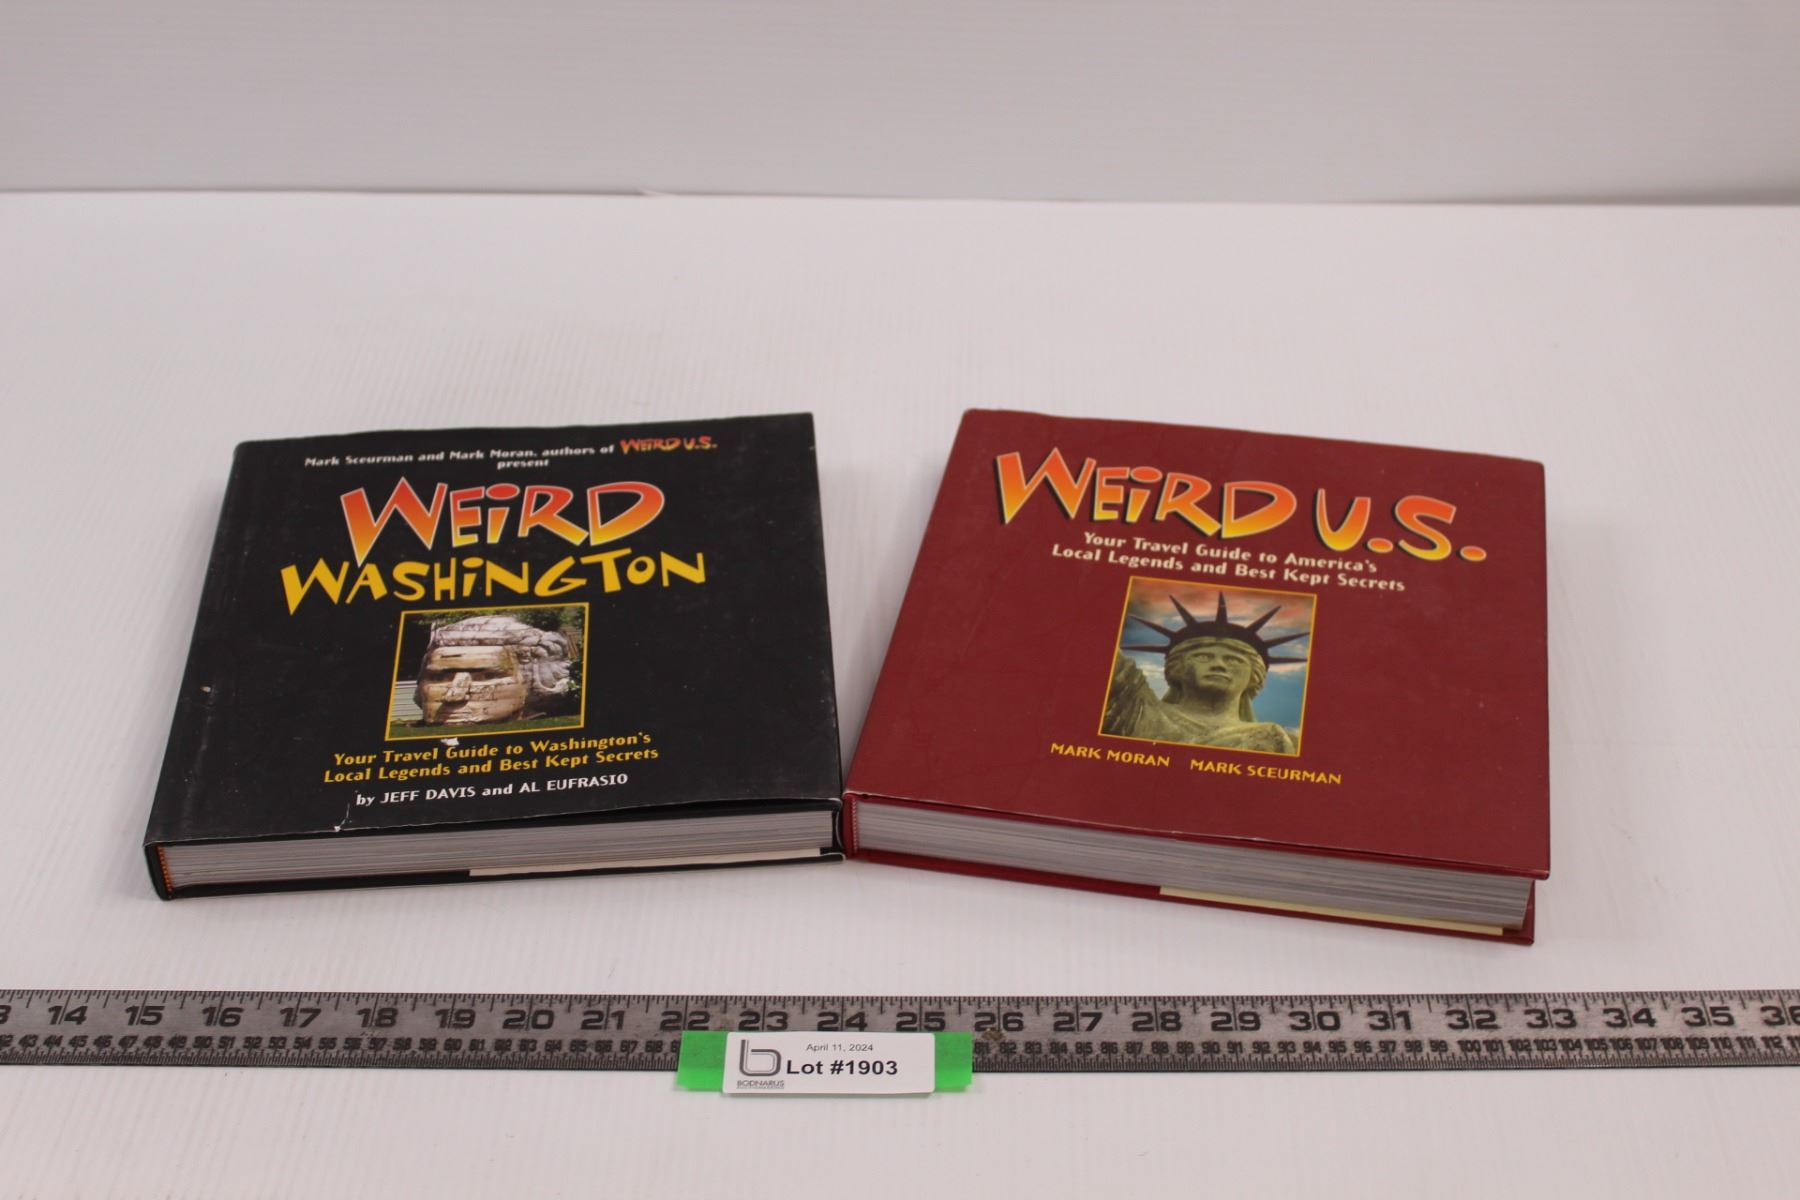 Mark Sceurman and Mark Moran, authors of WEIRD U.S.
present
WEIRD
WASHINGTON
Your Travel Guide to Washington's
Local Legends and Best Kept Secrets
by JEFF DAVIS and AL EUFRASIO
WEIRD U.S.
Your Travel Guide to America's
Local Legends and Best Kept Secrets
MARK MORAN MARK SCEURMAN
14 15 16 17 18 19 20 21 22 23 24 25 26 27 28 29 30 31 32 33 34 35
April 11, 2024
Lot #1903
BODNARUS